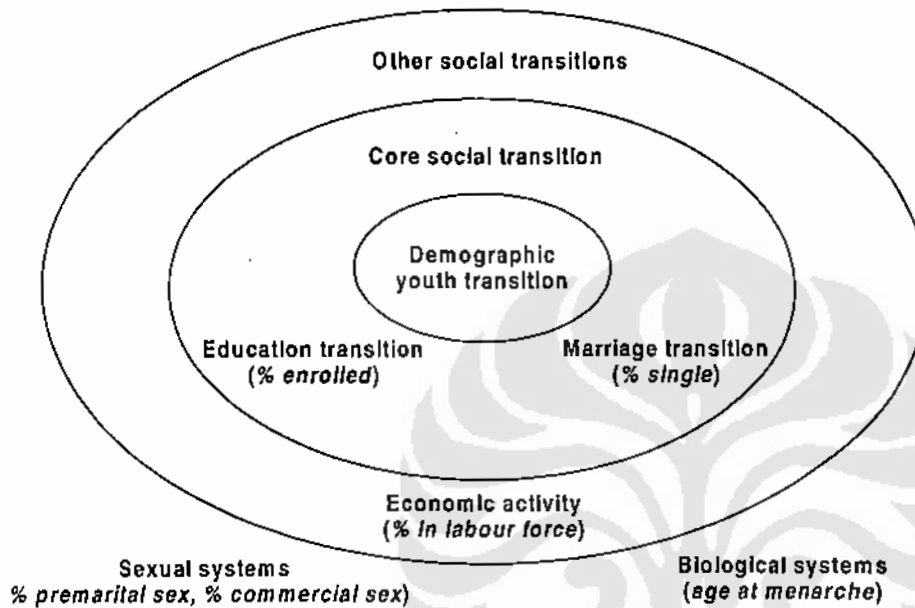 Other social transitions
Core social transition
Demographic
youth transition
Education transition
(% enrolled)
Marriage transition
(% single)
Economic activity
(% in labour force)
Sexual systems
% premarital sex, % commercial sex)
Biological systems
(age at menarche)